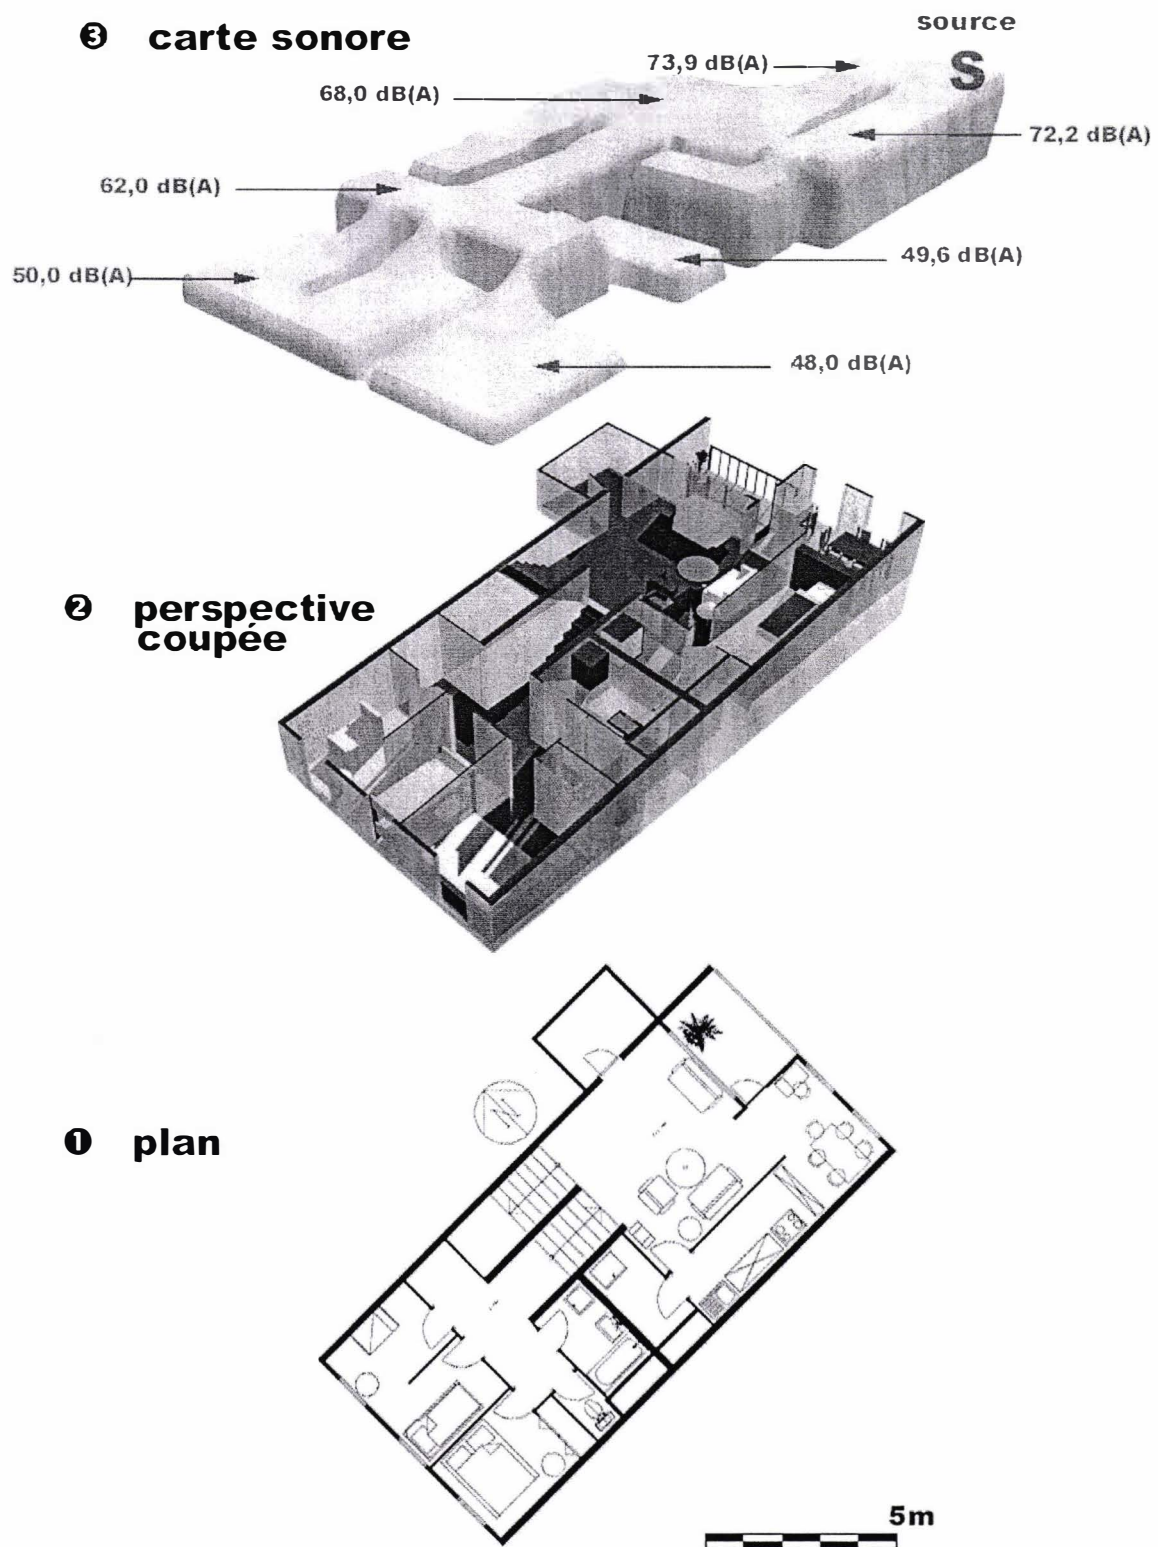 ❸ carte sonore
source
S
73,9 dB(A)
68,0 dB(A)
72,2 dB(A)
62,0 dB(A)
49,6 dB(A)
50,0 dB(A)
48,0 dB(A)
❷ perspective
coupée
❶ plan
N
5m